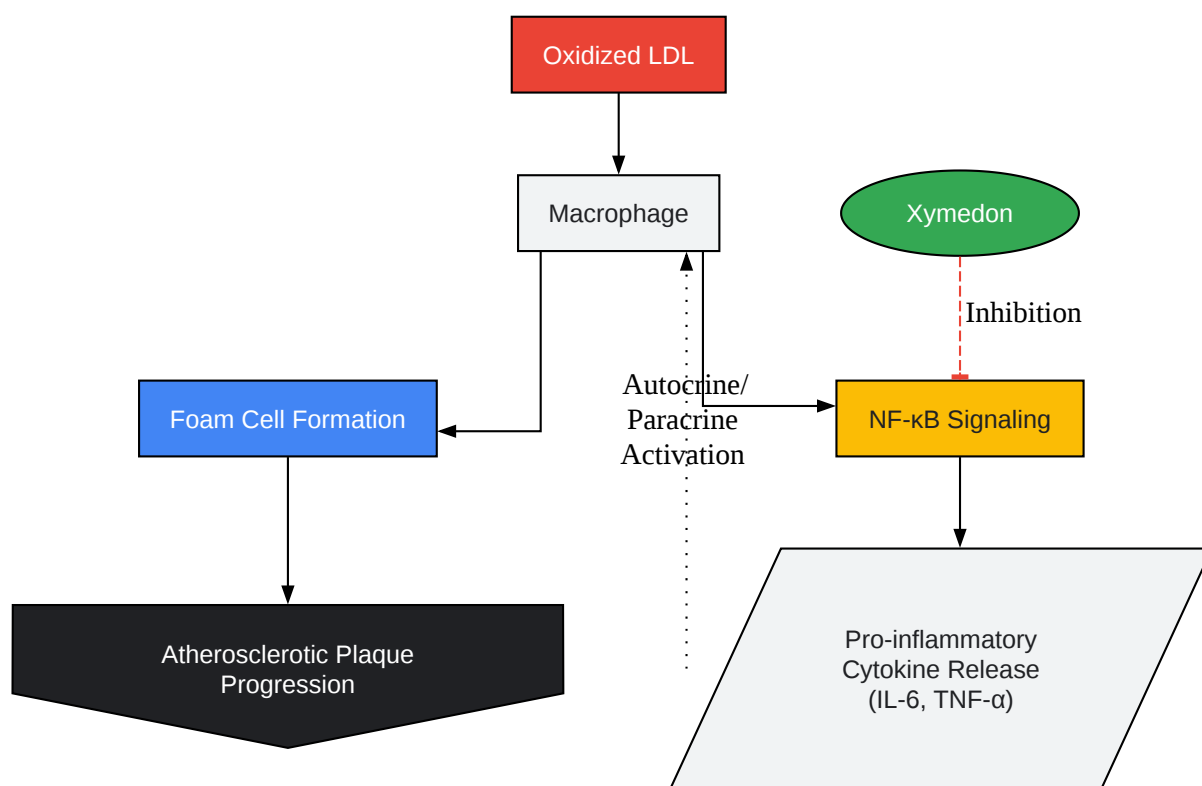 Oxidized LDL
Macrophage
Xymedon
Inhibition
Autocrine/
Paracrine
Activation
Foam Cell Formation
NF-κB Signaling
Atherosclerotic Plaque
Progression
Pro-inflammatory
Cytokine Release
(IL-6, TNF-α)